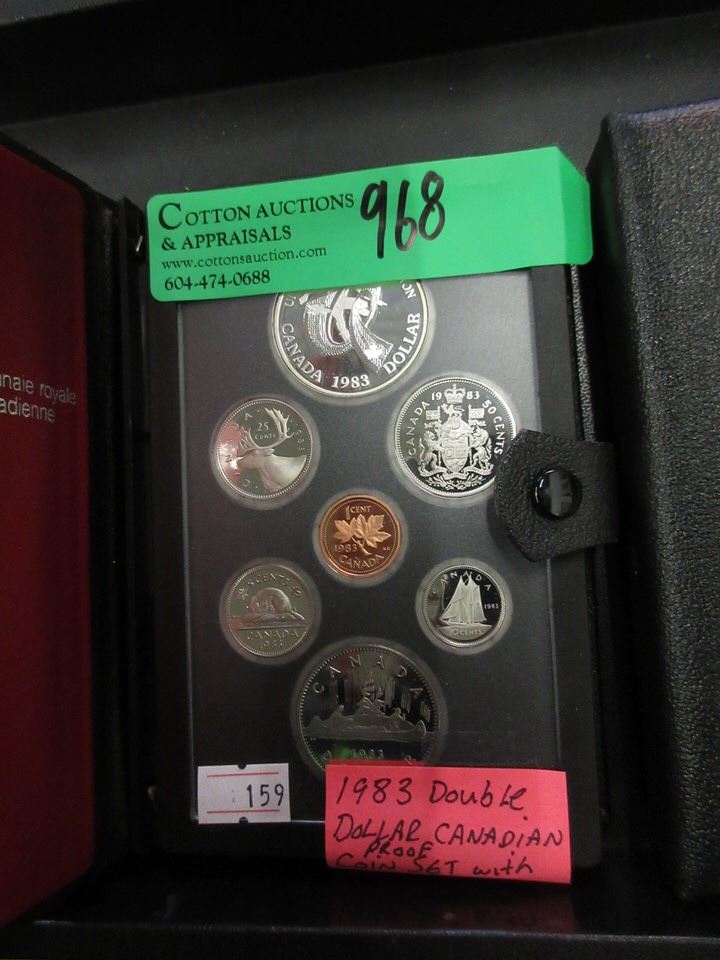 COTTON AUCTIONS
& APPRAISALS
www.cottonsauction.com
604-474-0688
968
CANADA 1983 DOLLAR
naie royale
adienne
25
CENTS
1983
CANADA 1983 50 CENTS
1 CENT
1983
CANADA
5 CENTS
CANADA
CANADA
1983
10 CENTS
CANADA
1983
159
1983 Double
DOLLAR CANADIAN
PROOF
COIN SET with